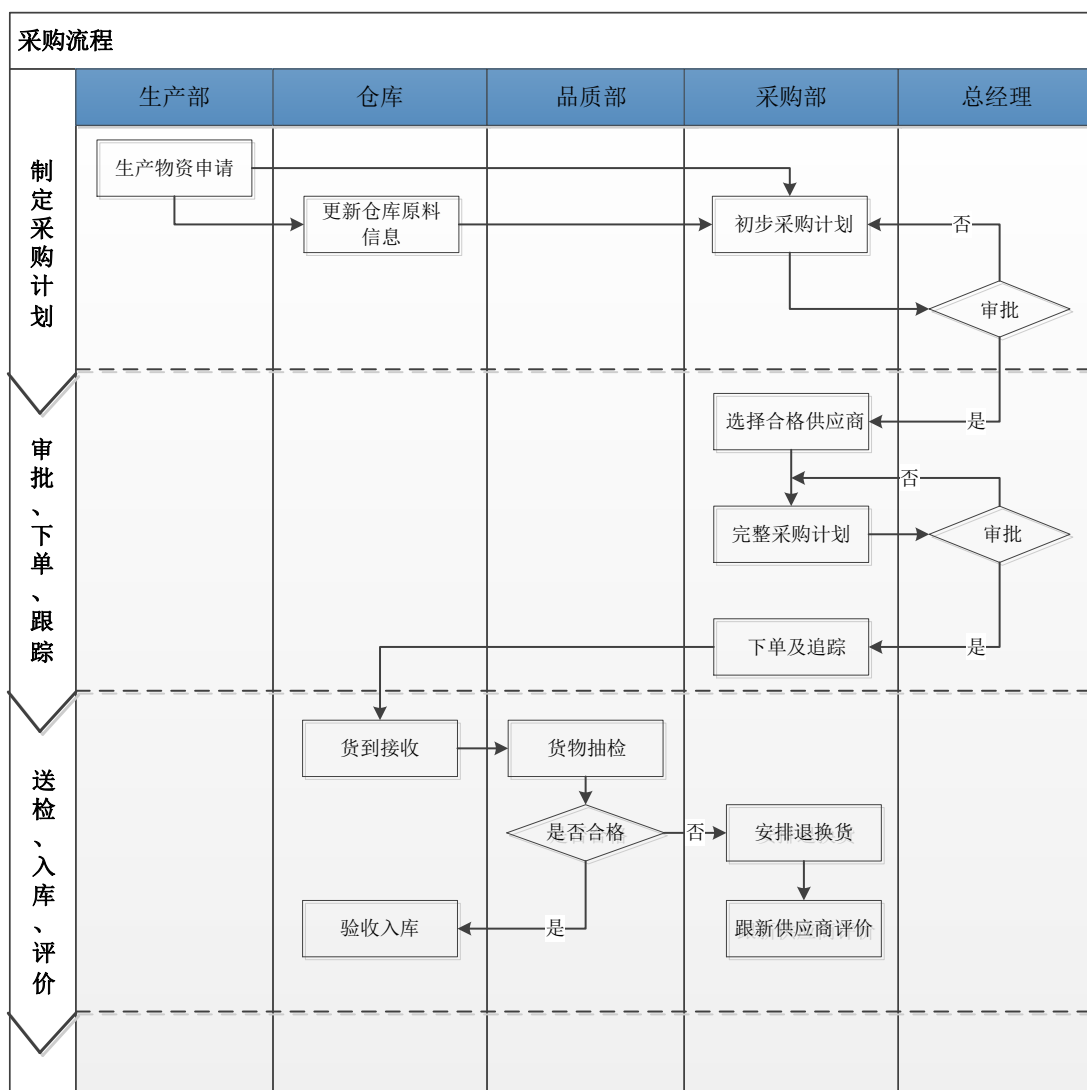 采购流程
生产部
仓库
品质部
采购部
总经理
制定采购计划
生产物资申请
更新仓库原料
信息
初步采购计划
否
审批
审批、下单、跟踪
选择合格供应商
是
否
完整采购计划
审批
下单及追踪
是
送检、入库、评价
货到接收
货物抽检
是否合格
否
安排退换货
验收入库
是
跟新供应商评价